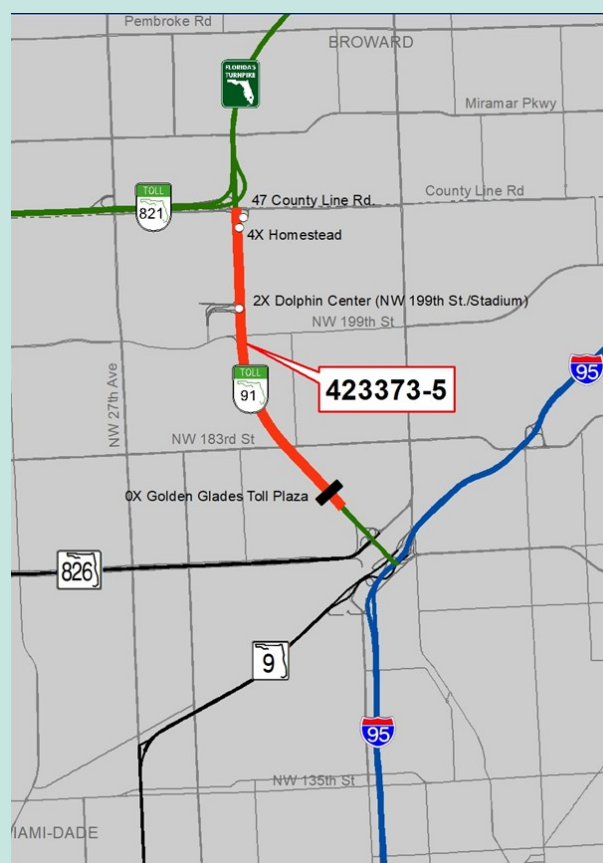 Pembroke Rd
BROWARD
FLORIDA'S
TURNPIKE
Miramar Pkwy
TOLL
821
47 County Line Rd.
County Line Rd
4X Homestead
2X Dolphin Center (NW 199th St./Stadium)
NW 199th St
NW 27th Ave
TOLL
91
423373-5
95
NW 183rd St
0X Golden Glades Toll Plaza
826
9
95
NW 135th St
IAMI-DADE